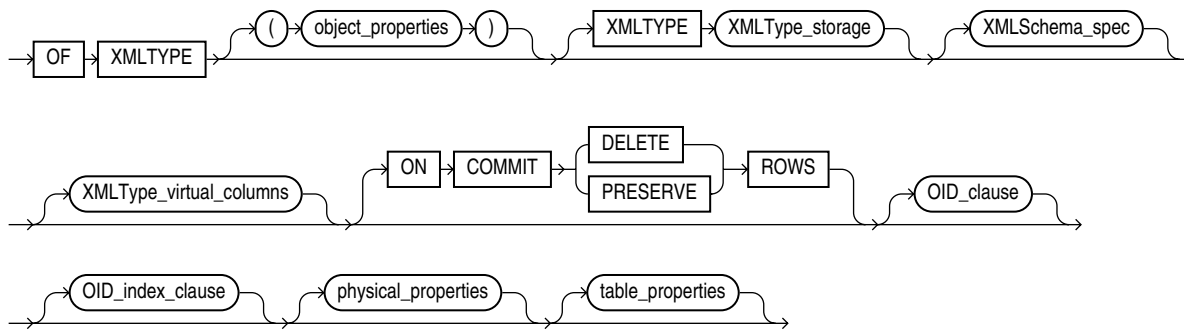 OF XMLTYPE ( object_properties ) XMLTYPE XMLType_storage XMLSchema_spec
XMLType_virtual_columns ON COMMIT DELETE PRESERVE ROWS OID_clause
OID_index_clause physical_properties table_properties